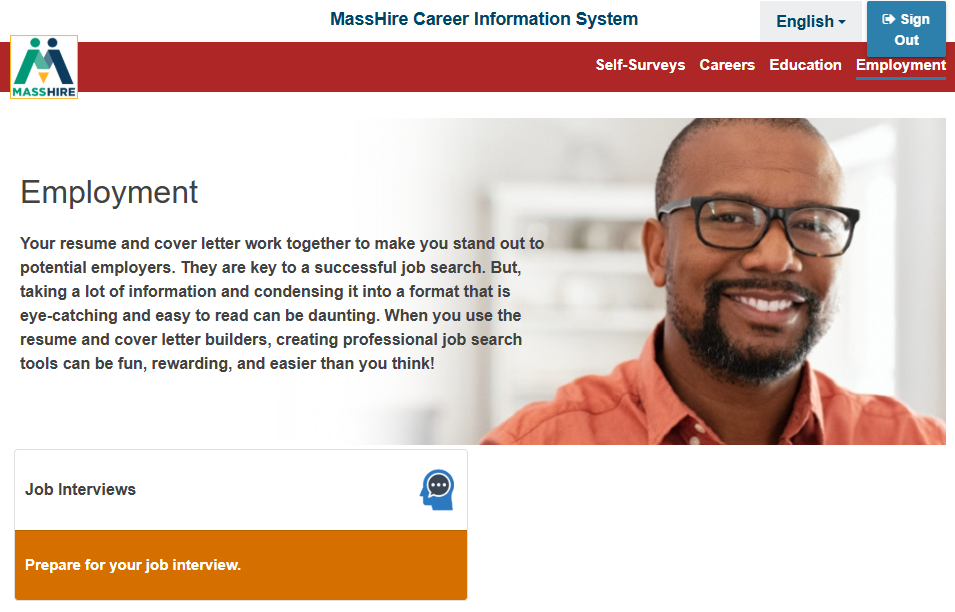 MassHire Career Information System
English
Sign
Out
MASSHIRE
Self-Surveys Careers Education Employment
Employment
Your resume and cover letter work together to make you stand out to
potential employers. They are key to a successful job search. But,
taking a lot of information and condensing it into a format that is
eye-catching and easy to read can be daunting. When you use the
resume and cover letter builders, creating professional job search
tools can be fun, rewarding, and easier than you think!
Job Interviews
Prepare for your job interview.